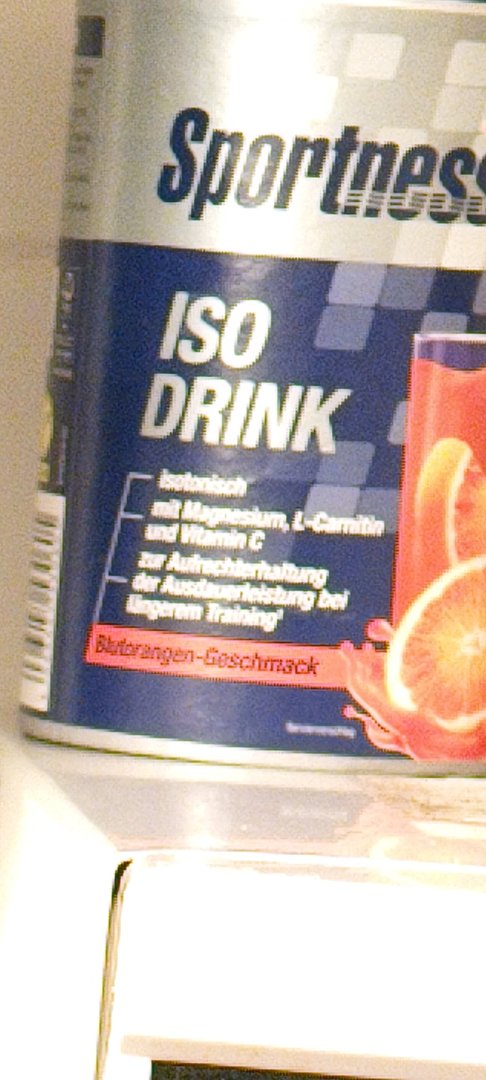 Sportness
ISO
DRINK
isotonisch
mit Magnesium, L-Carnitin
und Vitamin C
zur Aufrechterhaltung
der Ausdauerleistung bei
längerem Training¹
Blutorangen-Geschmack